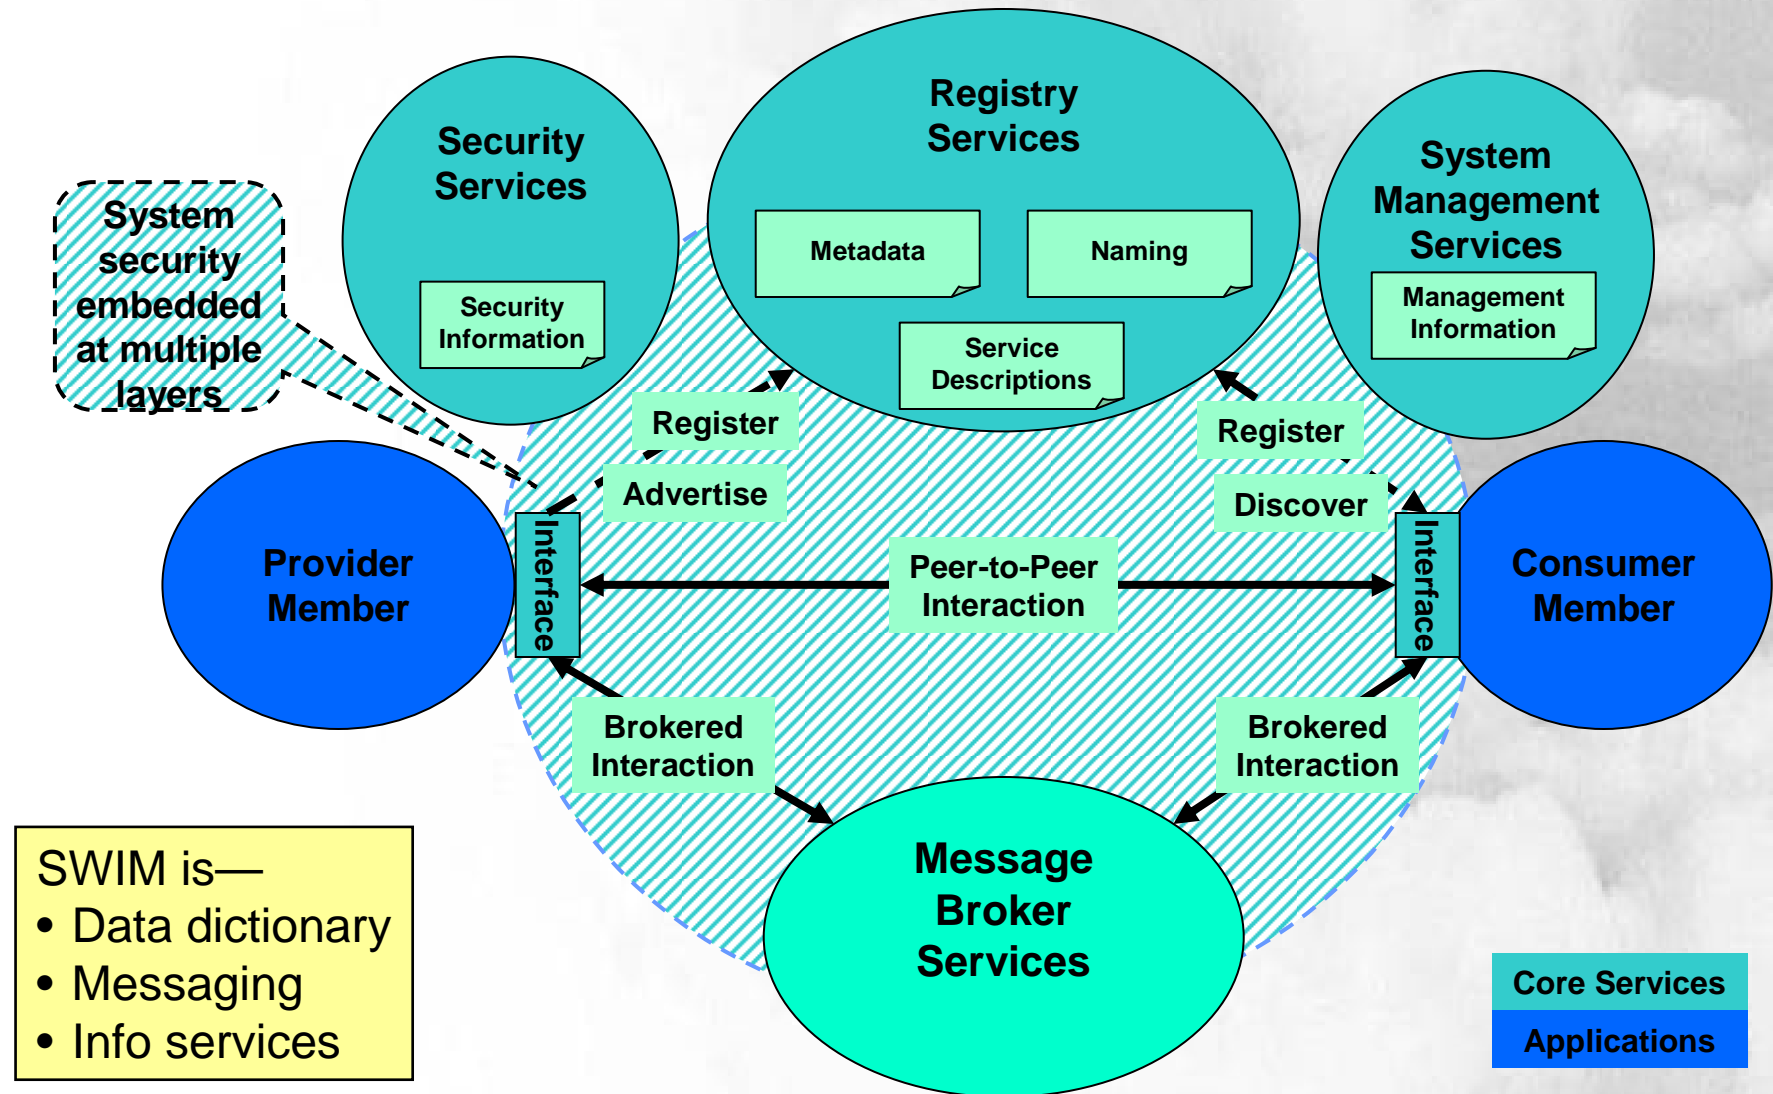 Registry
Services
Security
Services
System
Management
Services
System
security
embedded
at multiple
layers
Metadata
Naming
Security
Information
Management
Information
Service
Descriptions
Register
Advertise
Register
Discover
Provider
Member
Interface
Peer-to-Peer
Interaction
Interface
Consumer
Member
Brokered
Interaction
Brokered
Interaction
Message
Broker
Services
SWIM is—
• Data dictionary
• Messaging
• Info services
Core Services
Applications